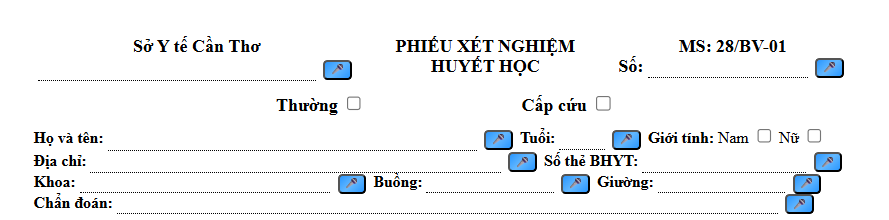 Sở Y tế Cần Thơ PHIẾU XÉT NGHIỆM MS: 28/BV-01
HUYẾT HỌC Số:
Thường Cấp cứu
Họ và tên: Tuổi: Giới tính: Nam Nữ
Địa chỉ: Số thẻ BHYT:
Khoa: Buồng: Giường:
Chẩn đoán: